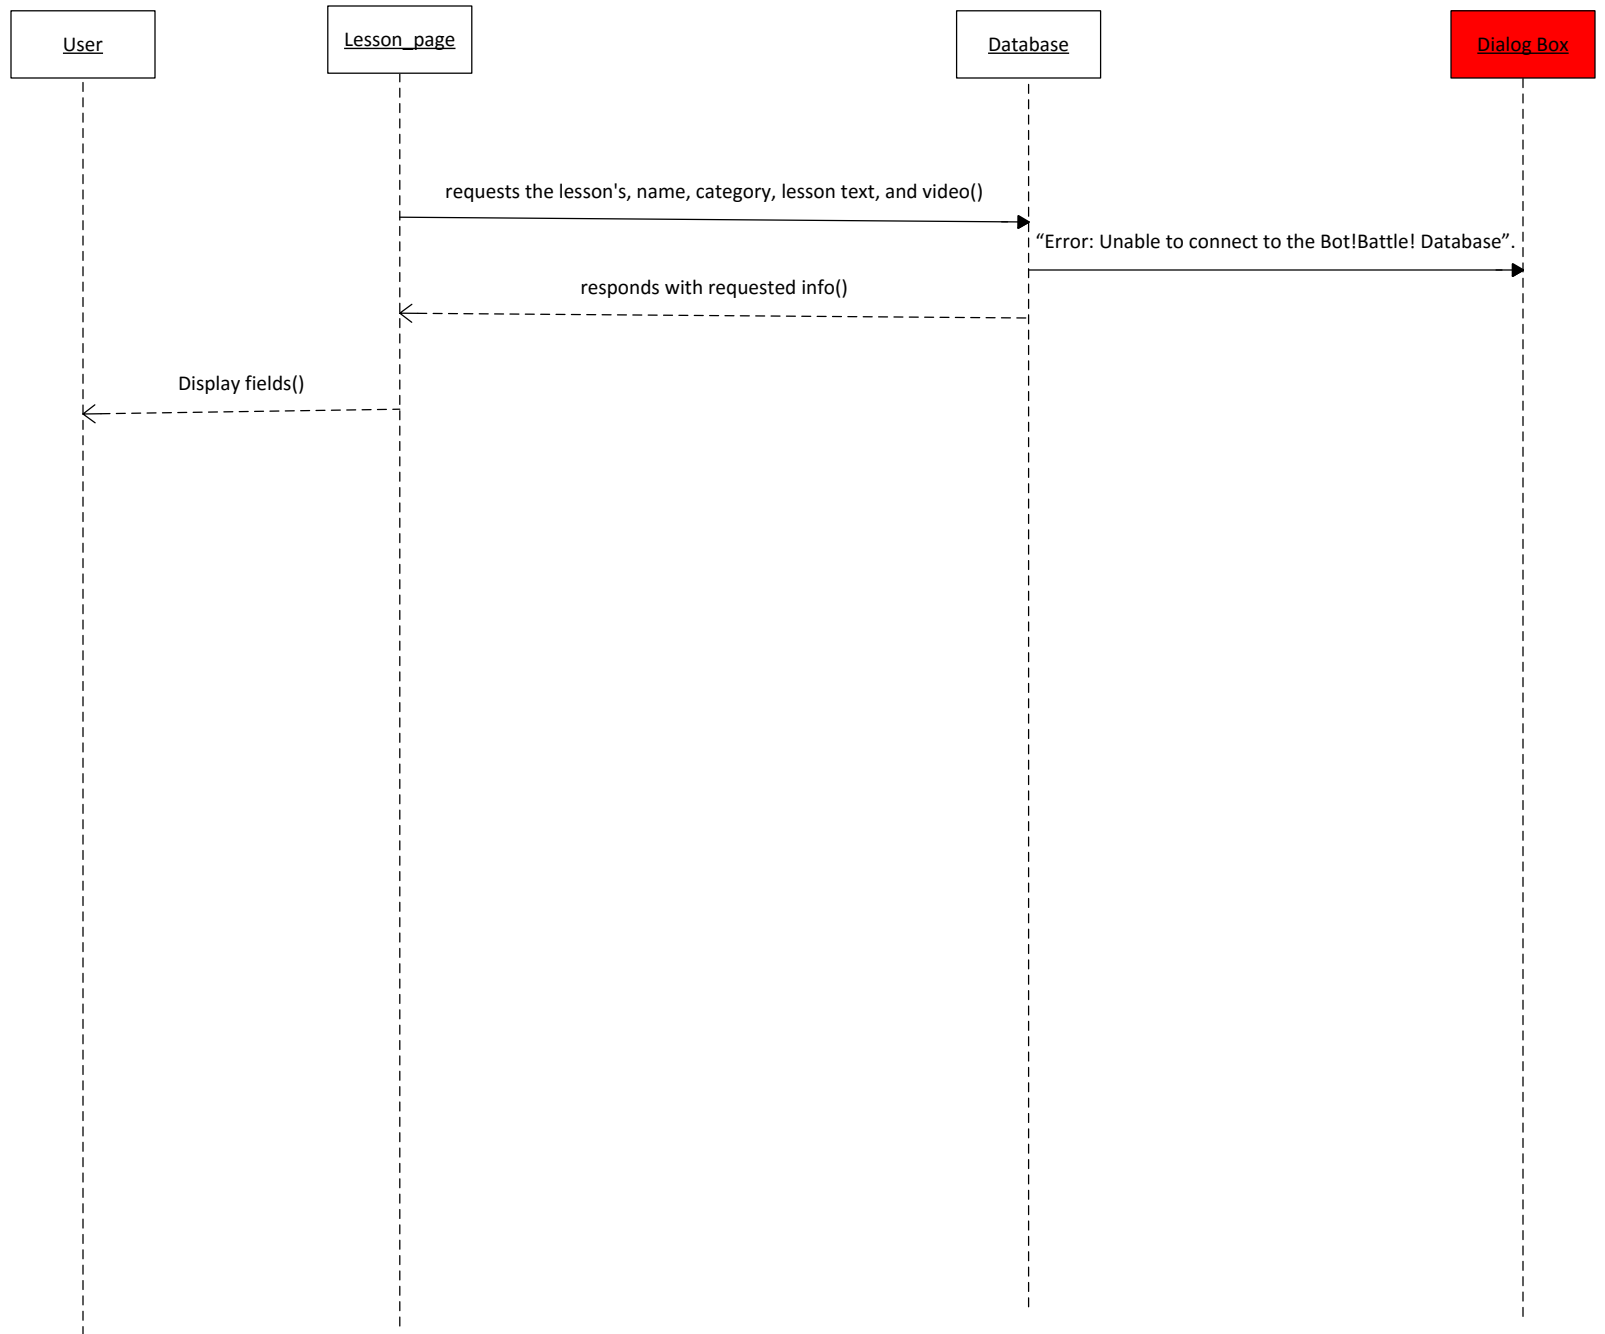 User
Lesson_page
Database
Dialog Box
requests the lesson's, name, category, lesson text, and video()
“Error: Unable to connect to the Bot!Battle! Database”.
responds with requested info()
Display fields()